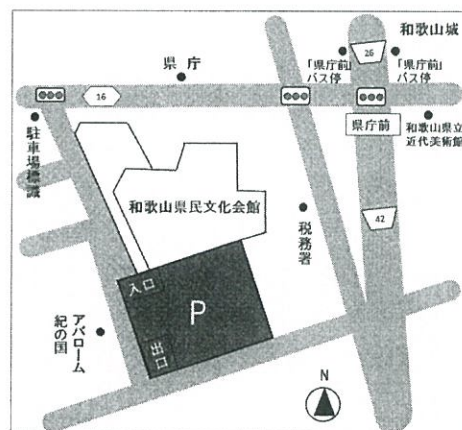 和歌山城
26
「県庁前」
バス停
「県庁前」
バス停
県 庁
16
県庁前
和歌山県立
近代美術館
駐車場標識
和歌山県民文化会館
42
税務署
入口
P
出口
アバローム
紀の国
N